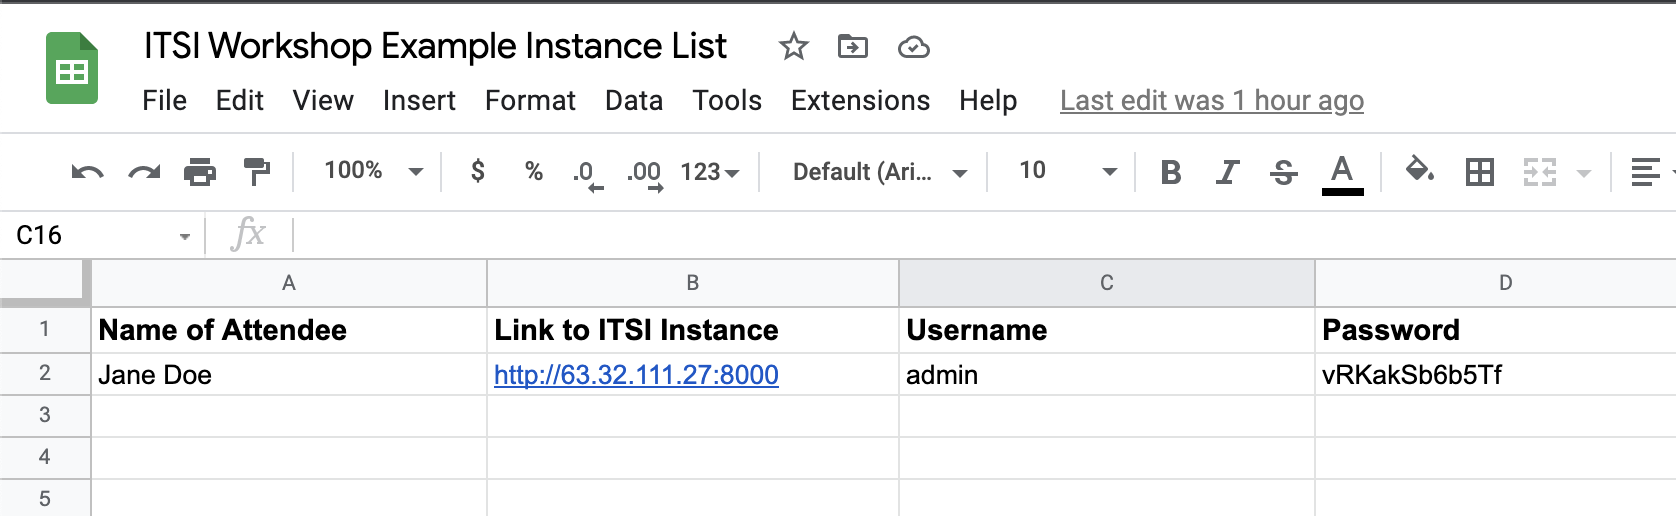 ITSI Workshop Example Instance List
File Edit View Insert Format Data Tools Extensions Help Last edit was 1 hour ago
100% $ % .0 .00 123 Default (Ari... 10 B I S A
C16 fx
A B C D
1 Name of Attendee Link to ITSI Instance Username Password
2 Jane Doe http://63.32.111.27:8000 admin vRKakSb6b5Tf
3
4
5